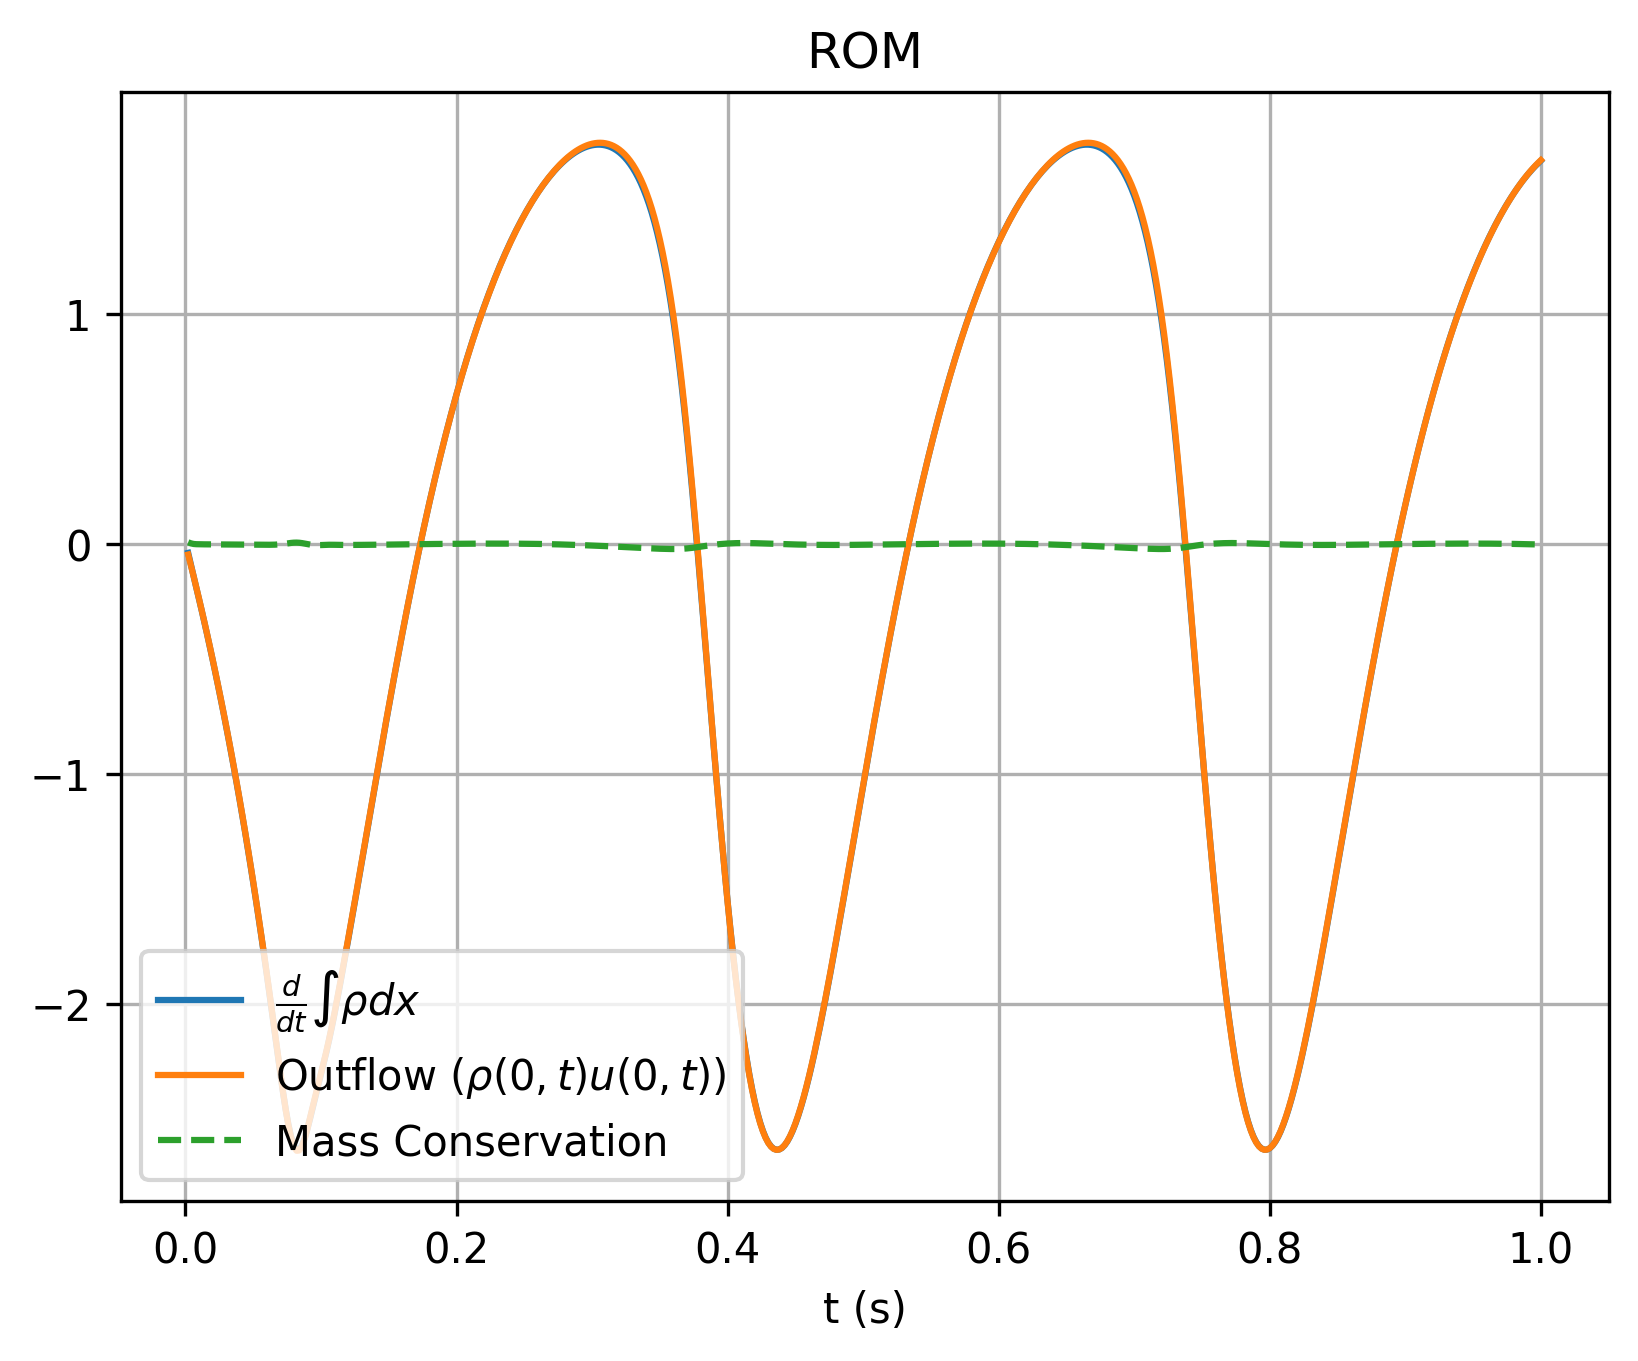 ROM
1
0
−1
−2
d/dt ∫ρdx
Outflow (ρ(0, t)u(0, t))
Mass Conservation
0.0 0.2 0.4 0.6 0.8 1.0
t (s)